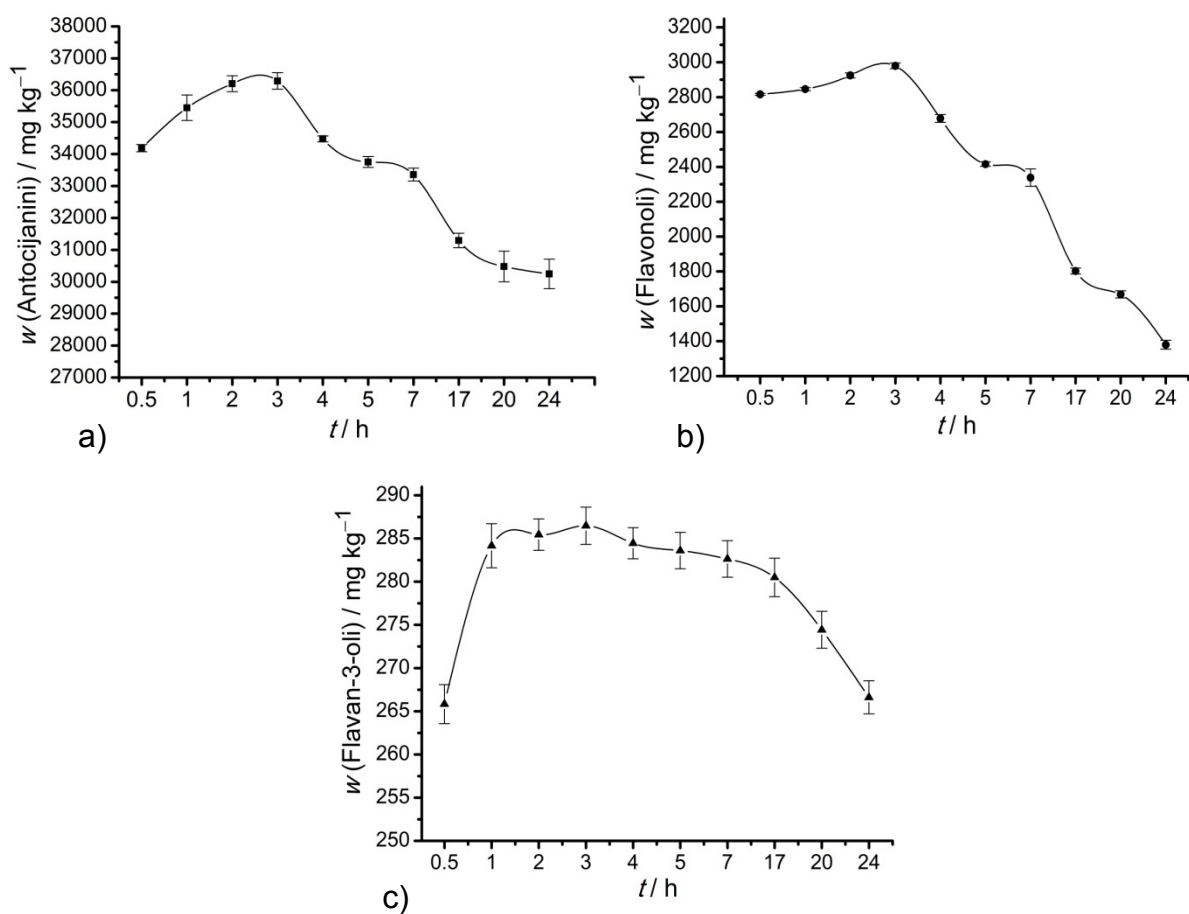 38000
37000
36000
35000
34000
33000
32000
31000
30000
29000
28000
27000
w (Antocijanini) / mg kg⁻¹
0.5 1 2 3 4 5 7 17 20 24
t / h
a)
3200
3000
2800
2600
2400
2200
2000
1800
1600
1400
1200
w (Flavonoli) / mg kg⁻¹
0.5 1 2 3 4 5 7 17 20 24
t / h
b)
290
285
280
275
270
265
260
255
250
w (Flavan-3-oli) / mg kg⁻¹
0.5 1 2 3 4 5 7 17 20 24
t / h
c)